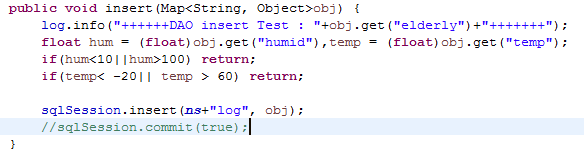 public void insert(Map<String, Object>obj) {
log.info("++++++DAO insert Test : "+obj.get("elderly")+"+++++++");
float hum = (float)obj.get("humid"),temp = (float)obj.get("temp");
if(hum<10||hum>100) return;
if(temp< -20|| temp > 60) return;
sqlSession.insert(ns+"log", obj);
//sqlSession.commit(true);
}